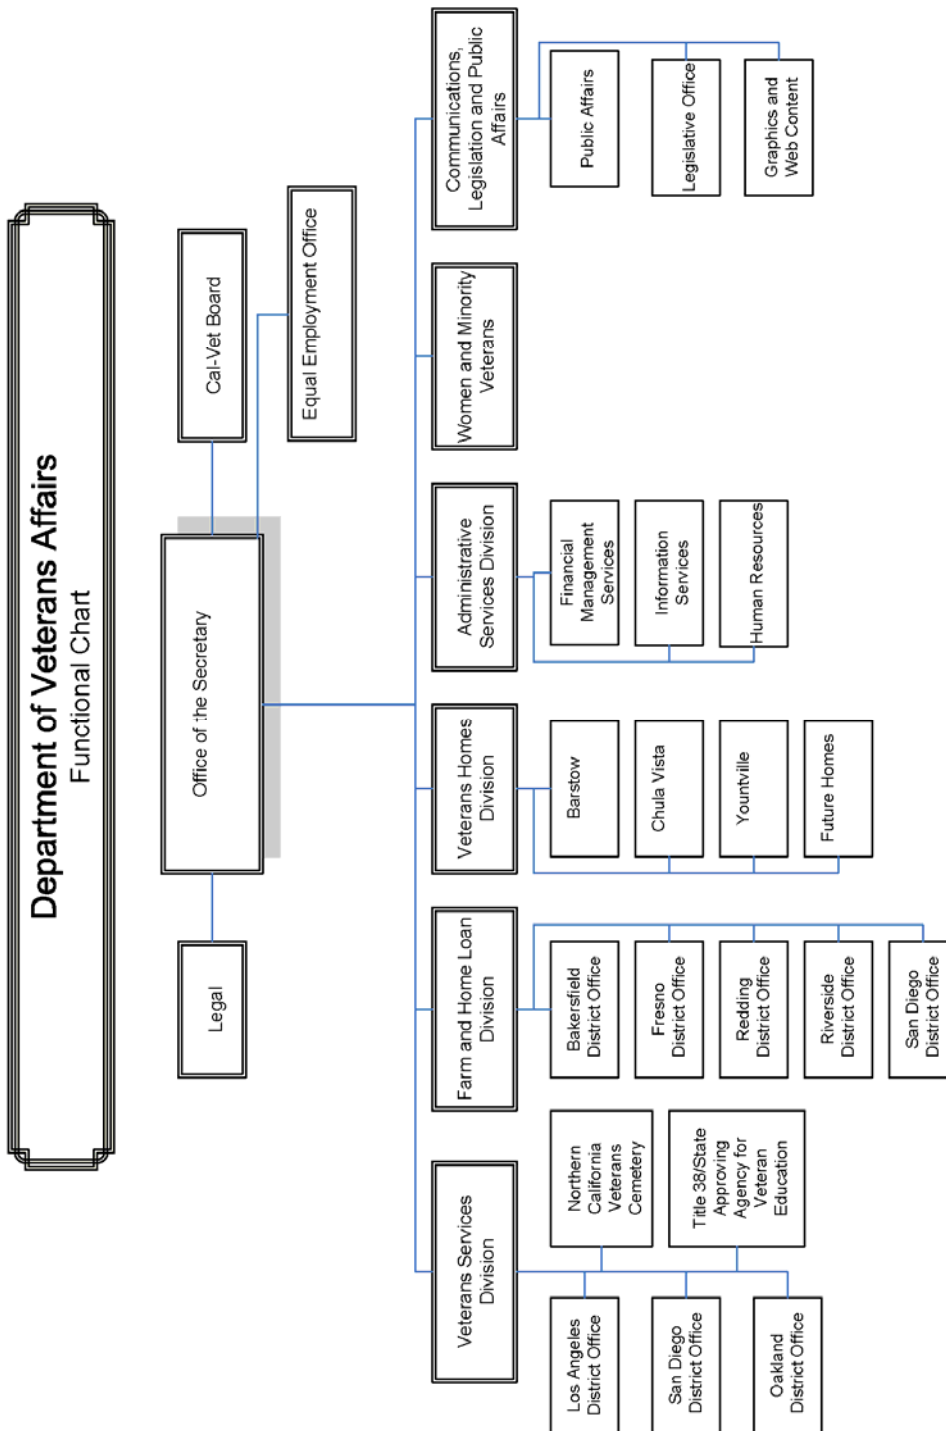 Department of Veterans Affairs
Functional Chart
Legal
Office of the Secretary
Cal-Vet Board
Equal Employment Office
Veterans Services
Division
Farm and Home Loan
Division
Veterans Homes
Division
Administrative
Services Division
Women and Minority
Veterans
Communications,
Legislation and Public
Affairs
Los Angeles
District Office
San Diego
District Office
Oakland
District Office
Northern
California
Veterans
Cemetery
Title 38/State
Approving
Agency for
Veteran
Education
Bakersfield
District Office
Fresno
District Office
Redding
District Office
Riverside
District Office
San Diego
District Office
Barstow
Chula Vista
Yountville
Future Homes
Financial
Management
Services
Information
Services
Human Resources
Public Affairs
Legislative Office
Graphics and
Web Content